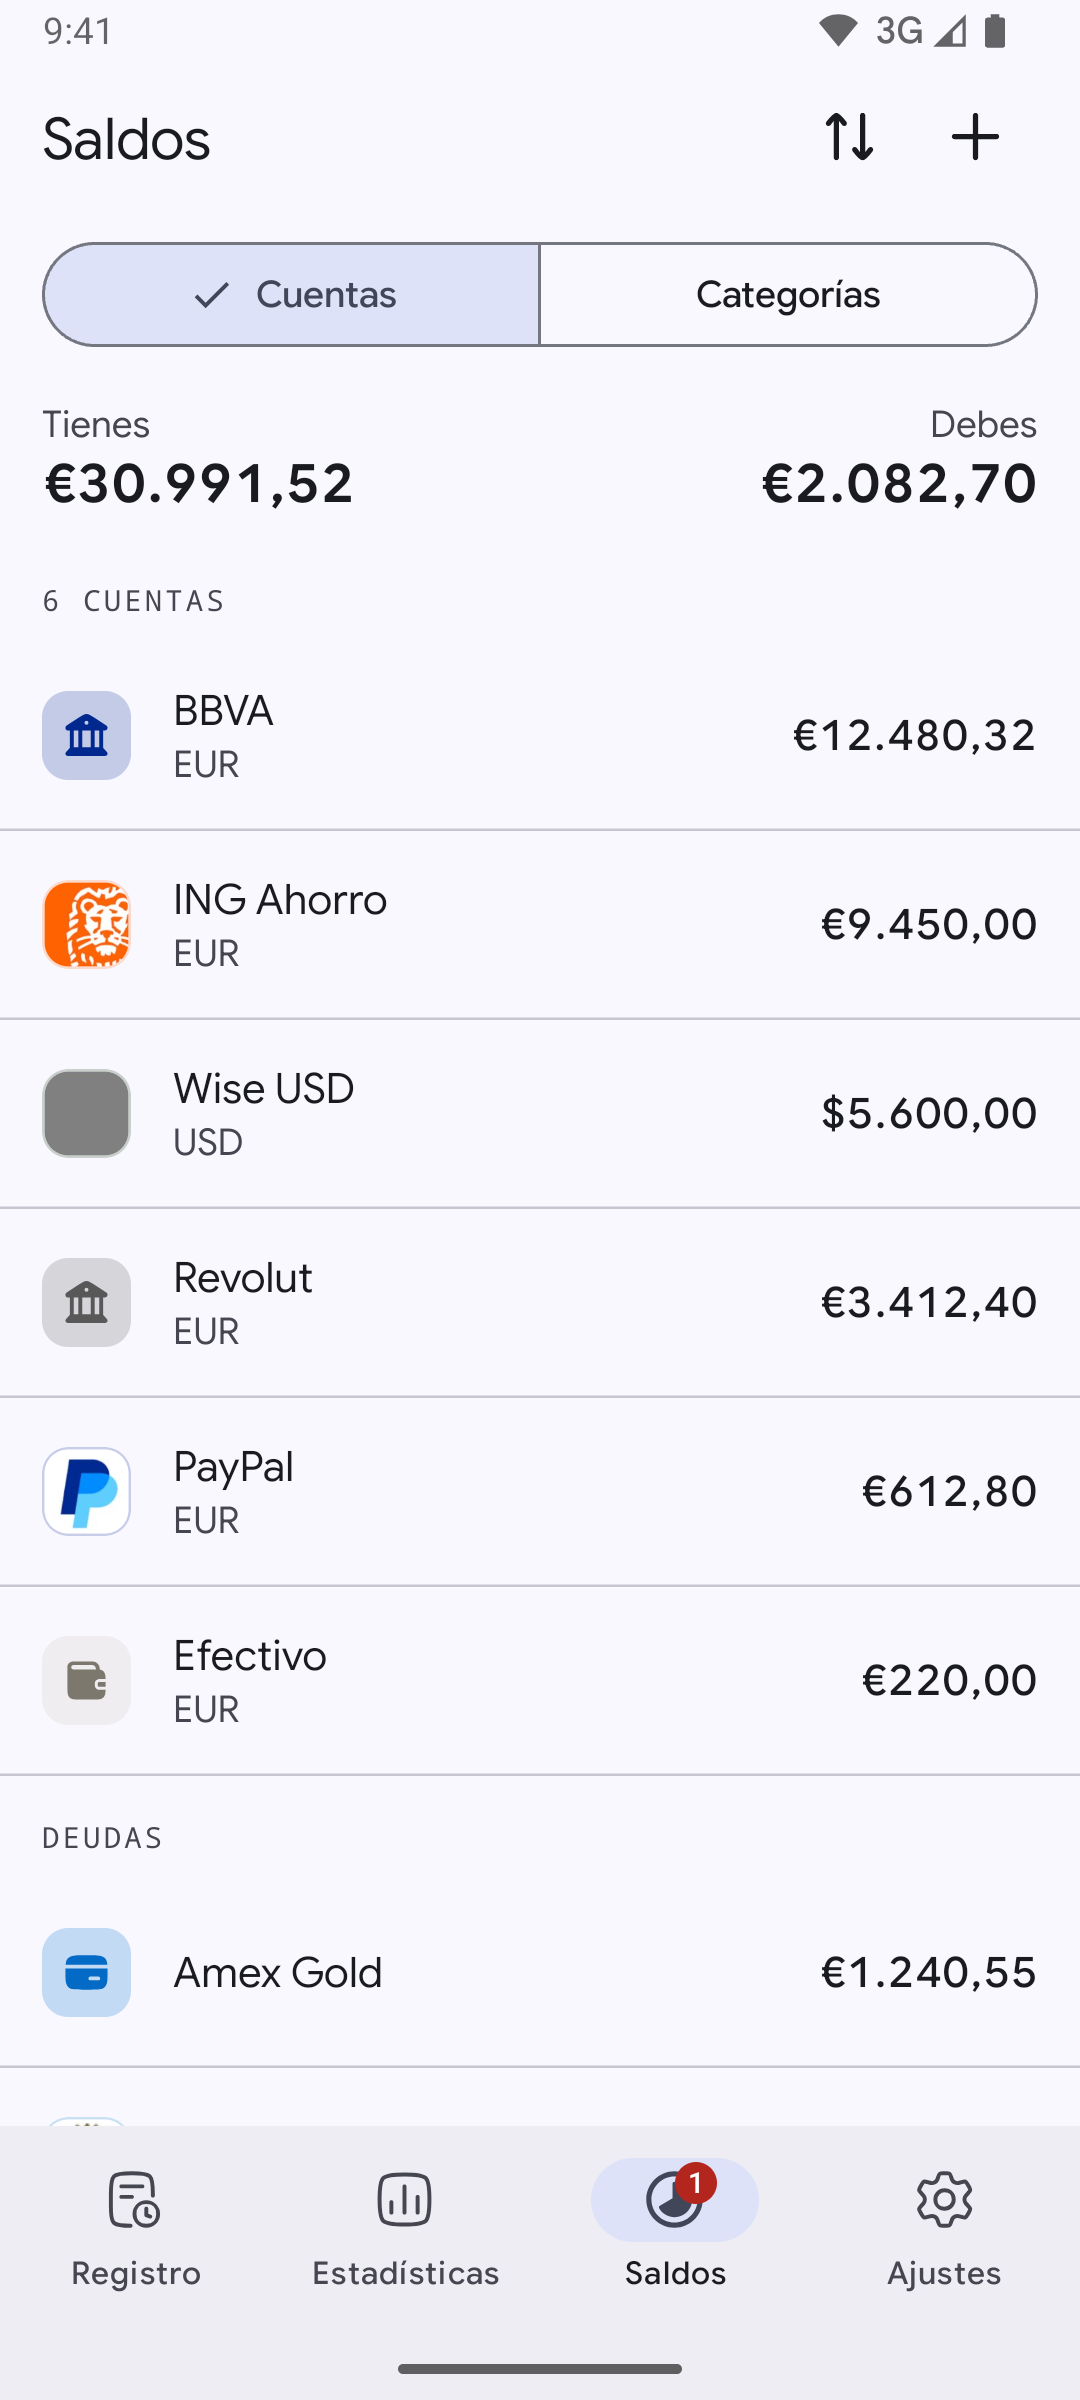 9:41
3G
Saldos
Cuentas
Categorías
Tienes
Debes
€30.991,52
€2.082,70
6 CUENTAS
BBVA
EUR
€12.480,32
ING Ahorro
EUR
€9.450,00
Wise USD
USD
$5.600,00
Revolut
EUR
€3.412,40
PayPal
EUR
€612,80
Efectivo
EUR
€220,00
DEUDAS
Amex Gold
€1.240,55
1
Registro
Estadísticas
Saldos
Ajustes